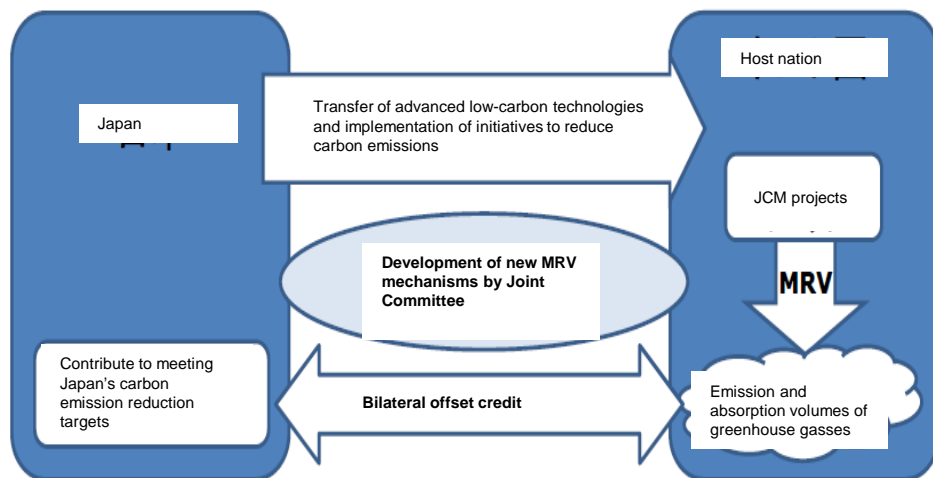 Japan
Host nation
Transfer of advanced low-carbon technologies
and implementation of initiatives to reduce
carbon emissions
JCM projects
MRV
Development of new MRV
mechanisms by Joint
Committee
Contribute to meeting
Japan's carbon
emission reduction
targets
Bilateral offset credit
Emission and
absorption volumes of
greenhouse gasses